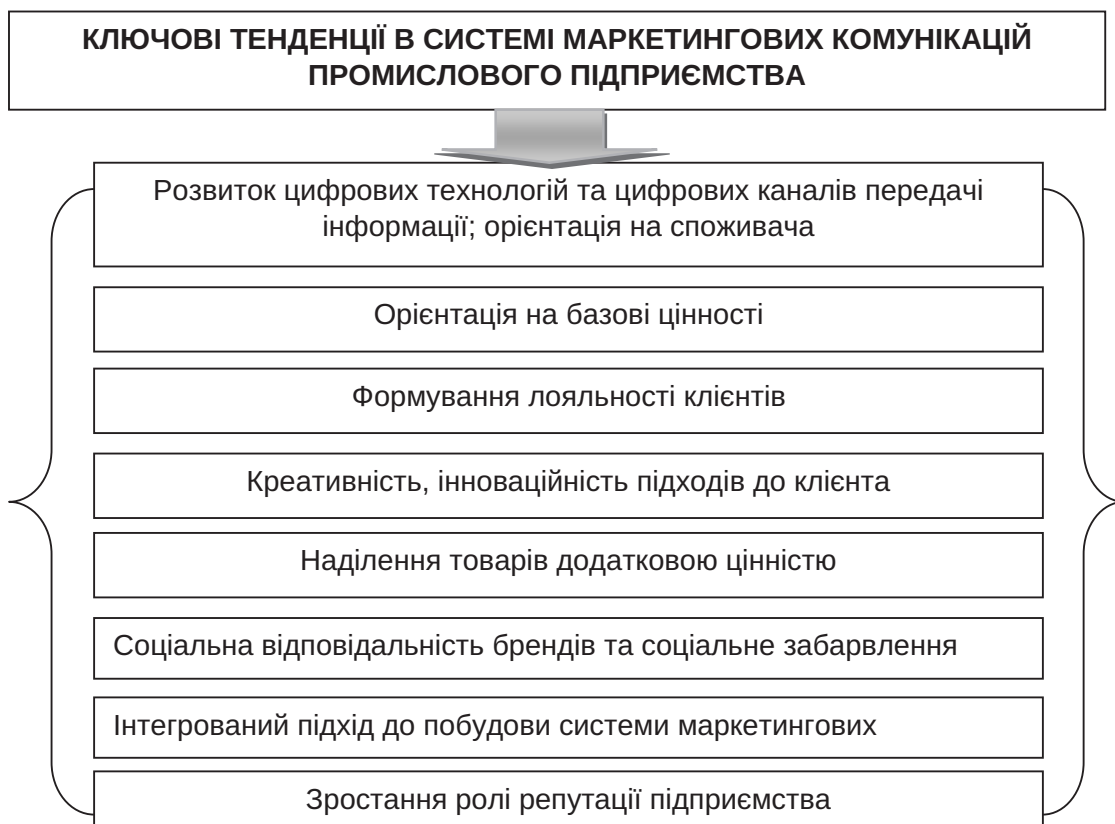 КЛЮЧОВІ ТЕНДЕНЦІЇ В СИСТЕМІ МАРКЕТИНГОВИХ КОМУНІКАЦІЙ
ПРОМИСЛОВОГО ПІДПРИЄМСТВА
Розвиток цифрових технологій та цифрових каналів передачі
інформації; орієнтація на споживача
Орієнтація на базові цінності
Формування лояльності клієнтів
Креативність, інноваційність підходів до клієнта
Наділення товарів додатковою цінністю
Соціальна відповідальність брендів та соціальне забарвлення
Інтегрований підхід до побудови системи маркетингових
Зростання ролі репутації підприємства